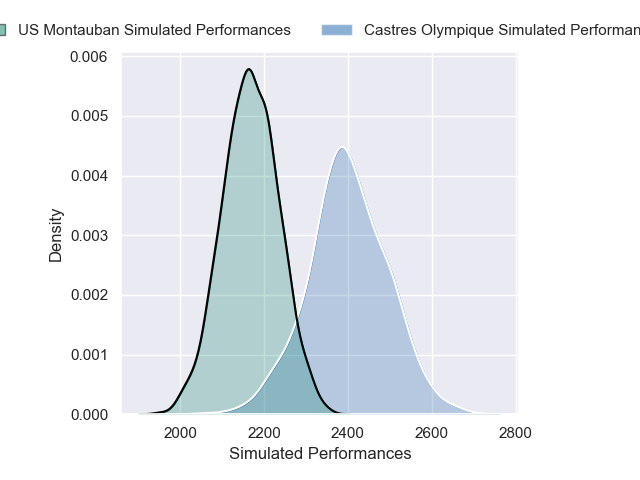 US Montauban Simulated Performances
Castres Olympique Simulated Performan
0.006
0.005
0.004
0.003
0.002
0.001
0.000
Density
2000 2200 2400 2600 2800
Simulated Performances